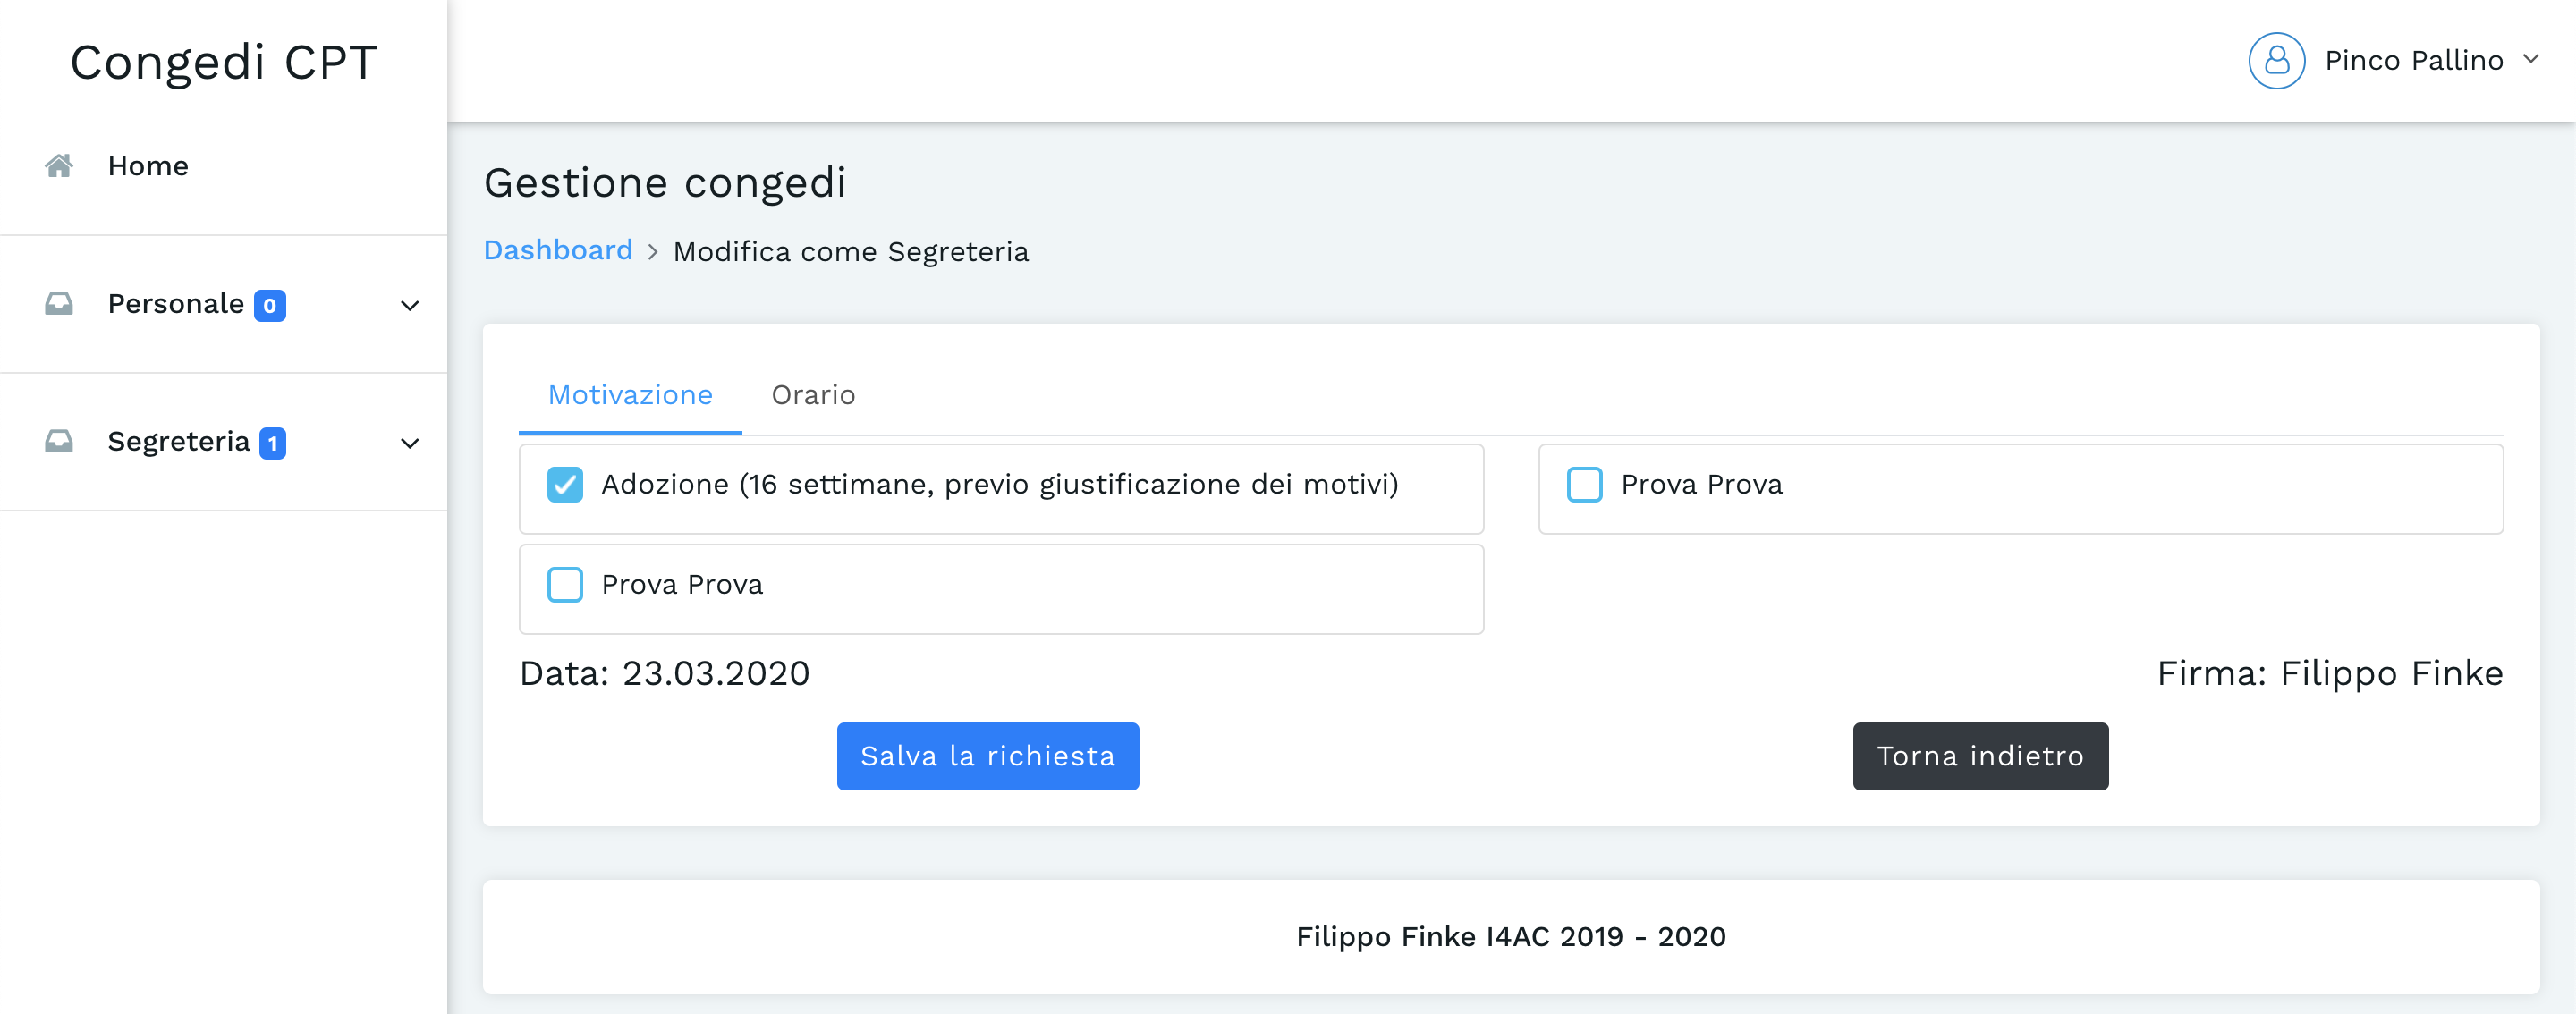 Congedi CPT
Pinco Pallino
Home
Personale 0
Segreteria 1
Gestione congedi
Dashboard > Modifica come Segreteria
Motivazione Orario
Adozione (16 settimane, previo giustificazione dei motivi)
Prova Prova
Prova Prova
Data: 23.03.2020
Firma: Filippo Finke
Salva la richiesta
Torna indietro
Filippo Finke I4AC 2019 - 2020